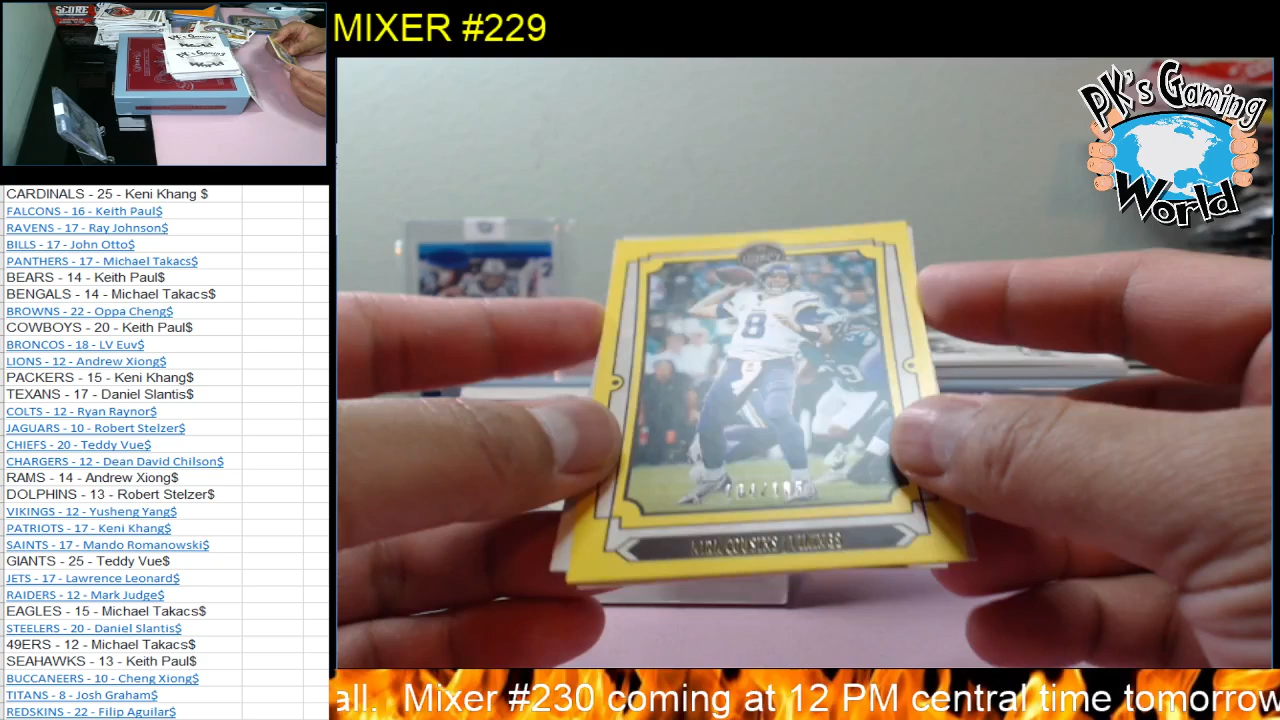 MIXER #229
SCORE
PK's Gaming
World
CARDINALS - 25 - Keni Khang $
FALCONS - 16 - Keith Paul$
RAVENS - 17 - Ray Johnson$
BILLS - 17 - John Otto$
PANTHERS - 17 - Michael Takacs$
BEARS - 14 - Keith Paul$
BENGALS - 14 - Michael Takacs$
BROWNS - 22 - Oppa Cheng$
COWBOYS - 20 - Keith Paul$
BRONCOS - 18 - LV Euv$
LIONS - 12 - Andrew Xiong$
PACKERS - 15 - Keni Khang$
TEXANS - 17 - Daniel Slantis$
COLTS - 12 - Ryan Raynor$
JAGUARS - 10 - Robert Stelzer$
CHIEFS - 20 - Teddy Vue$
CHARGERS - 12 - Dean David Chilson$
RAMS - 14 - Andrew Xiong$
DOLPHINS - 13 - Robert Stelzer$
VIKINGS - 12 - Yusheng Yang$
PATRIOTS - 17 - Keni Khang$
SAINTS - 17 - Mando Romanowski$
GIANTS - 25 - Teddy Vue$
JETS - 17 - Lawrence Leonard$
RAIDERS - 12 - Mark Judge$
EAGLES - 15 - Michael Takacs$
STEELERS - 20 - Daniel Slantis$
49ERS - 12 - Michael Takacs$
SEAHAWKS - 13 - Keith Paul$
BUCCANEERS - 10 - Cheng Xiong$
TITANS - 8 - Josh Graham$
REDSKINS - 22 - Filip Aguilar$
8
KIRK COUSINS / VIKINGS
all. Mixer #230 coming at 12 PM central time tomorrow